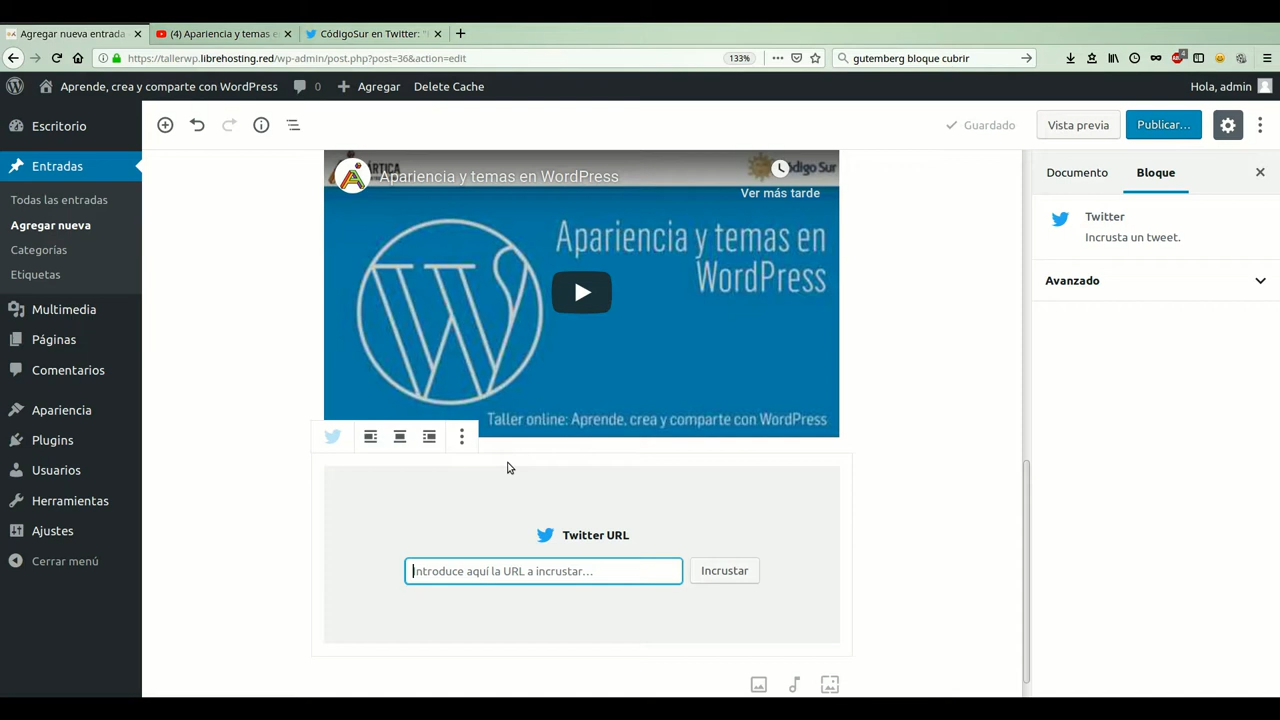 Agregar nueva entrada
(4) Apariencia y temas e
CódigoSur en Twitter: "
https://tallerwp.librehosting.red/wp-admin/post.php?post=36&action=edit
133%
gutemberg bloque cubrir
4
Aprende, crea y comparte con WordPress
0
Agregar
Delete Cache
Hola, admin
Escritorio
Entradas
Todas las entradas
Agregar nueva
Categorías
Etiquetas
Multimedia
Páginas
Comentarios
Apariencia
Plugins
Usuarios
Herramientas
Ajustes
Cerrar menú
Guardado
Vista previa
Publicar...
Apariencia y temas en WordPress
Código Sur
Ver más tarde
Apariencia y temas en
WordPress
Taller online: Aprende, crea y comparte con WordPress
Twitter URL
Introduce aquí la URL a incrustar...
Incrustar
Documento
Bloque
Twitter
Incrusta un tweet.
Avanzado